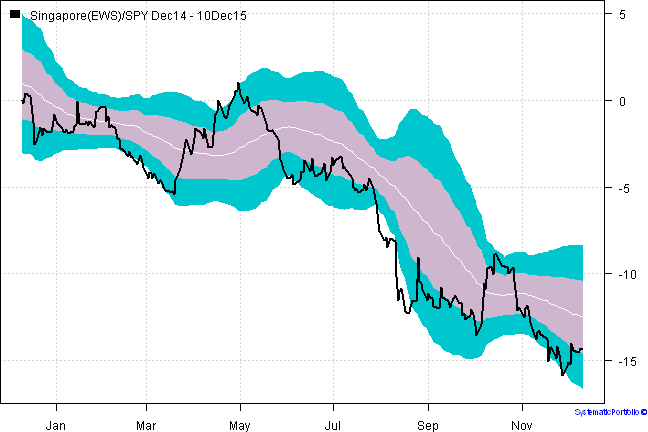 Singapore(EWS)/SPY Dec14 - 10Dec15
5
0
-5
-10
-15
Jan Mar May Jul Sep Nov
SystematicPortfolio ©